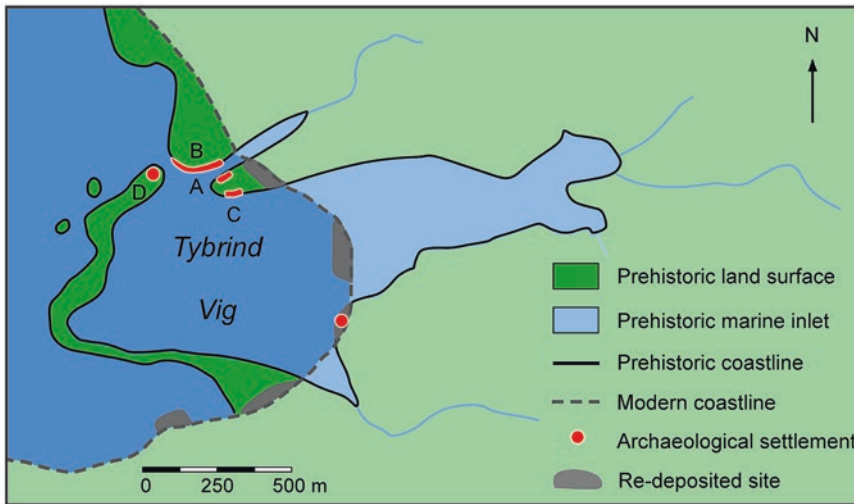 N
B
A
D
C
Tybrind
Vig
Prehistoric land surface
Prehistoric marine inlet
Prehistoric coastline
Modern coastline
Archaeological settlement
Re-deposited site
0 250 500 m